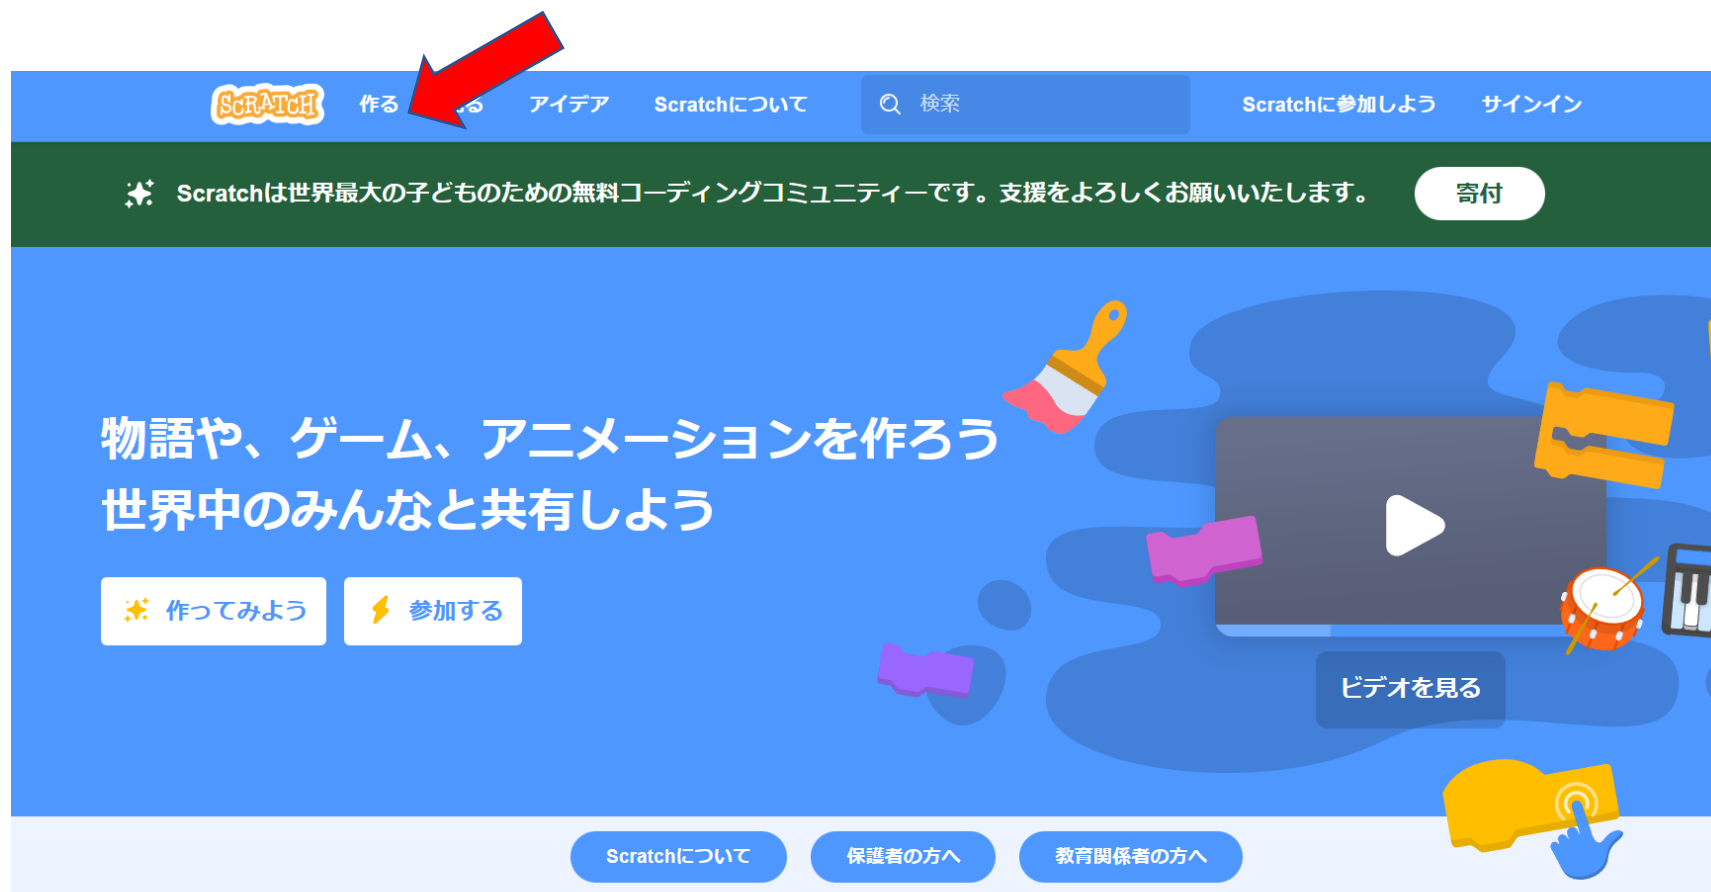 SCRATCH 作る る アイデア Scratchについて 検索 Scratchに参加しよう サインイン
Scratchは世界最大の子どものための無料コーディングコミュニティーです。支援をよろしくお願いいたします。 寄付
物語や、ゲーム、アニメーションを作ろう
世界中のみんなと共有しよう
作ってみよう 参加する
ビデオを見る
Scratchについて 保護者の方へ 教育関係者の方へ